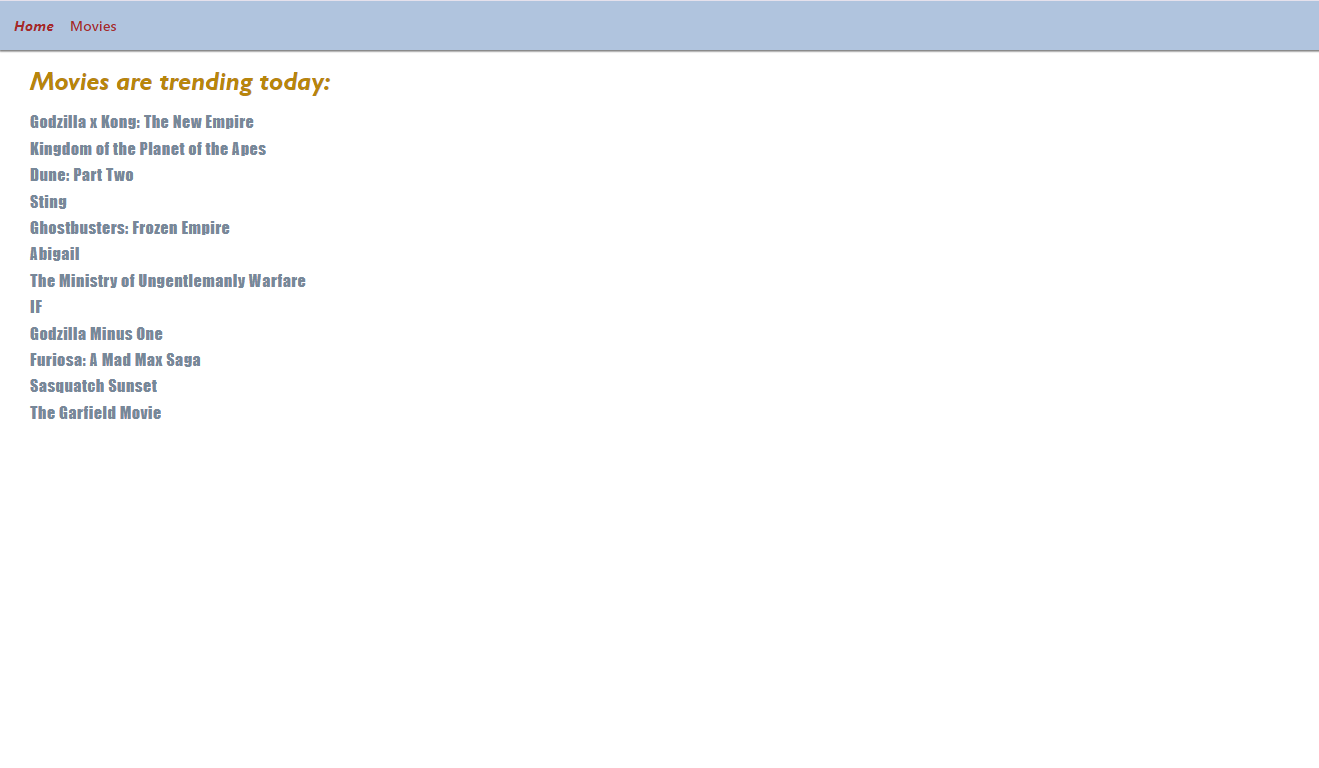 Home Movies
Movies are trending today:
Godzilla x Kong: The New Empire
Kingdom of the Planet of the Apes
Dune: Part Two
Sting
Ghostbusters: Frozen Empire
Abigail
The Ministry of Ungentlemanly Warfare
IF
Godzilla Minus One
Furiosa: A Mad Max Saga
Sasquatch Sunset
The Garfield Movie